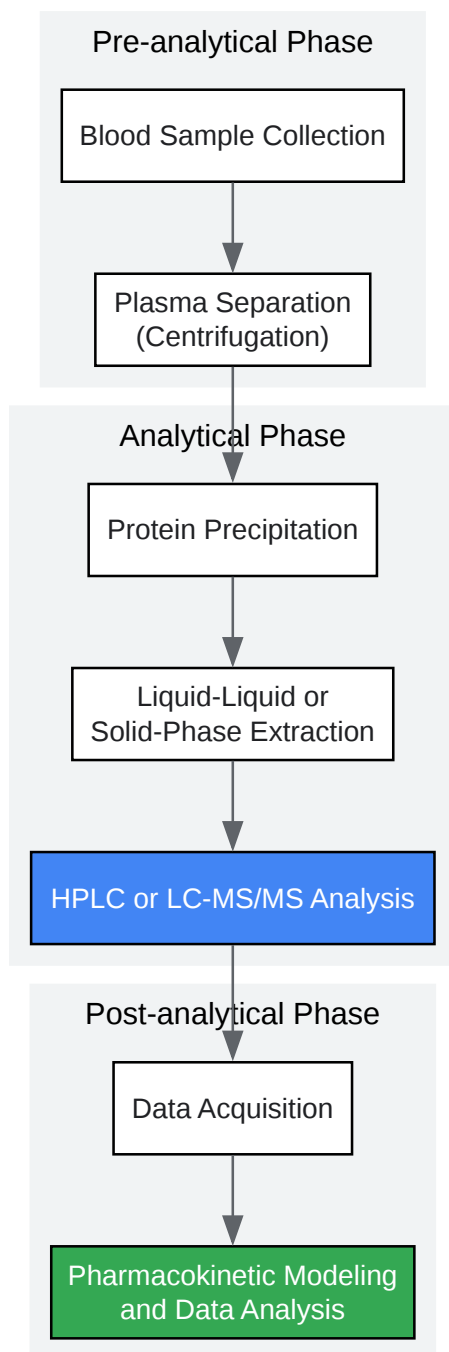 Pre-analytical Phase
Blood Sample Collection
Plasma Separation
(Centrifugation)
Analytical Phase
Protein Precipitation
Liquid-Liquid or
Solid-Phase Extraction
HPLC or LC-MS/MS Analysis
Post-analytical Phase
Data Acquisition
Pharmacokinetic Modeling
and Data Analysis